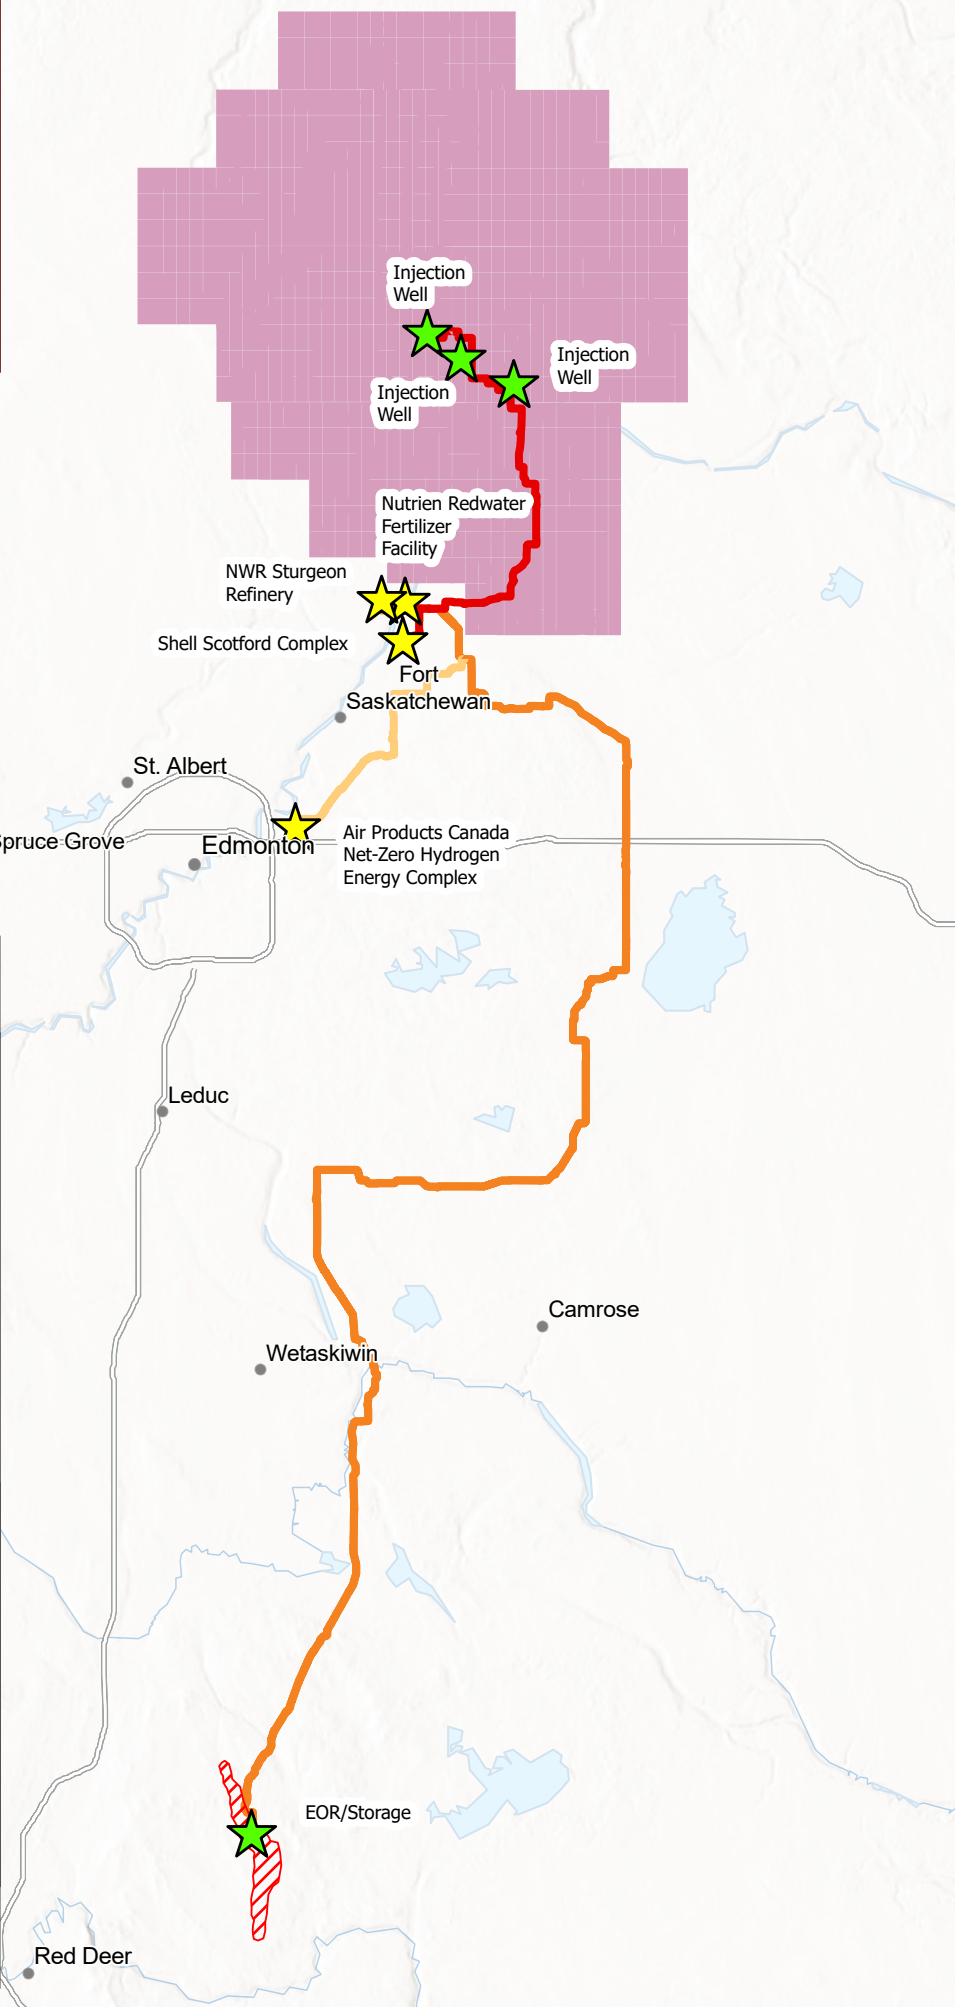 Injection
Well
Injection
Well
Injection
Well
Nutrien Redwater
Fertilizer
Facility
NWR Sturgeon
Refinery
Shell Scotford Complex
Fort
Saskatchewan
St. Albert
Spruce Grove
Edmonton
Air Products Canada
Net-Zero Hydrogen
Energy Complex
Leduc
Camrose
Wetaskiwin
EOR/Storage
Red Deer